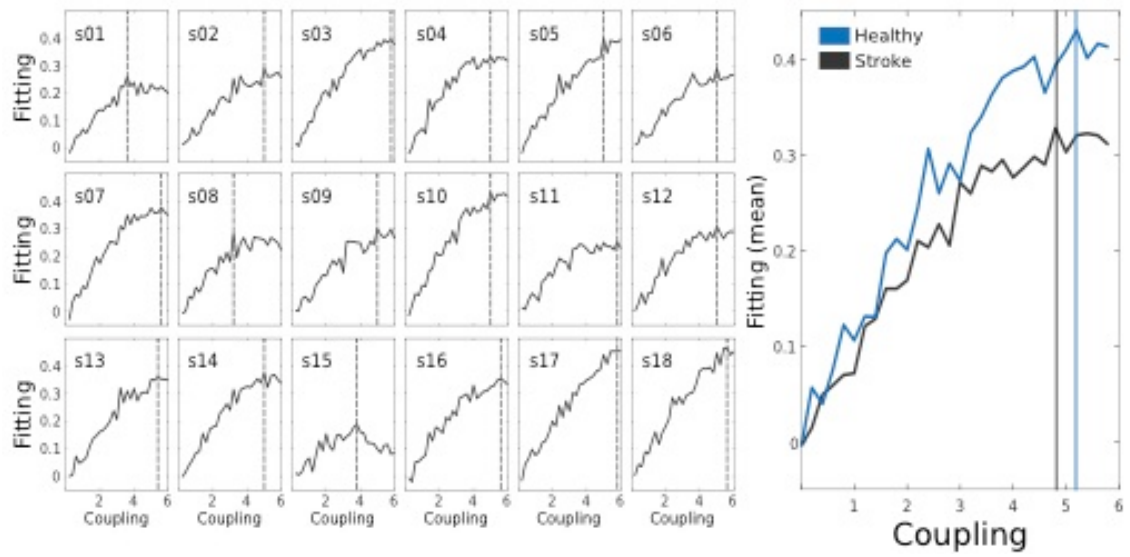 s01 s02 s03 s04 s05 s06
Fitting
0.4
0.3
0.2
0.1
0
s07 s08 s09 s10 s11 s12
Fitting
0.4
0.3
0.2
0.1
0
s13 s14 s15 s16 s17 s18
Fitting
0.4
0.3
0.2
0.1
0
2 4 6 2 4 6 2 4 6 2 4 6 2 4 6 2 4 6
Coupling Coupling Coupling Coupling Coupling Coupling
Healthy
Stroke
Fitting (mean)
0.4
0.3
0.2
0.1
0
1 2 3 4 5 6
Coupling